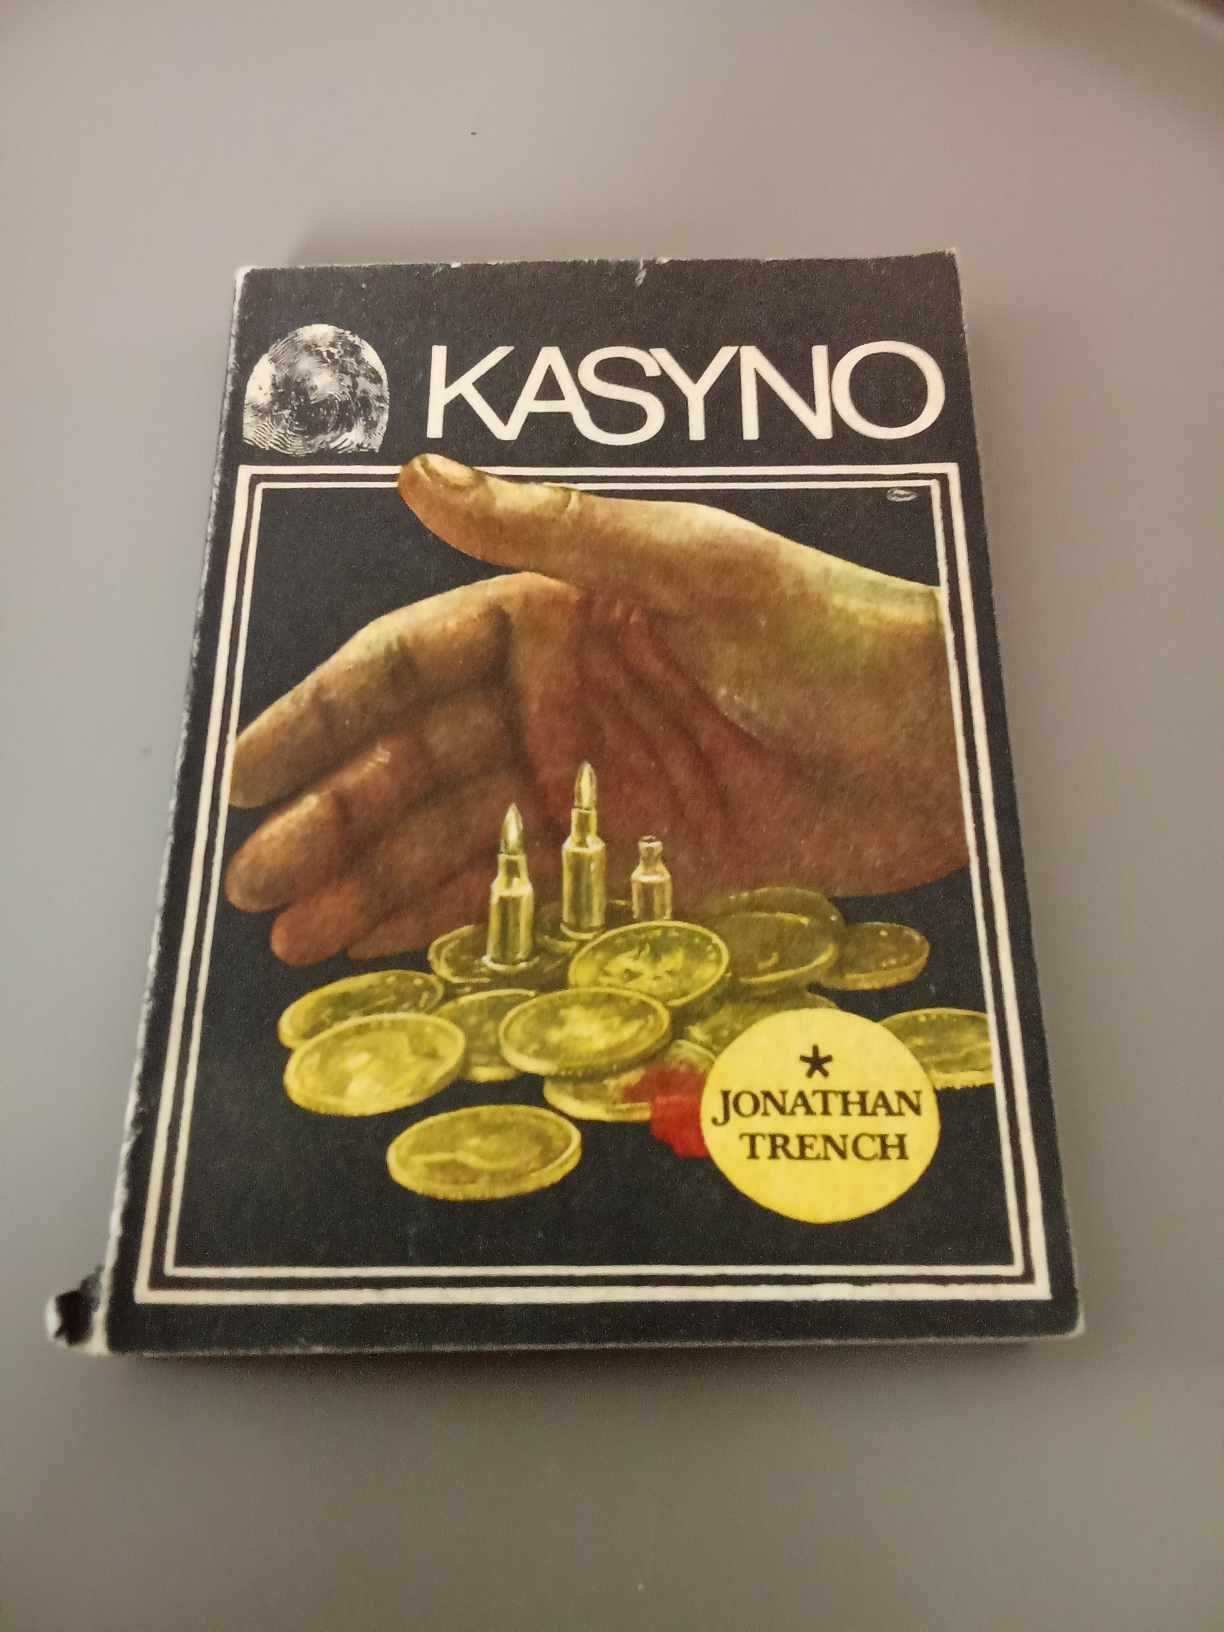 KASYNO
*
JONATHAN
TRENCH